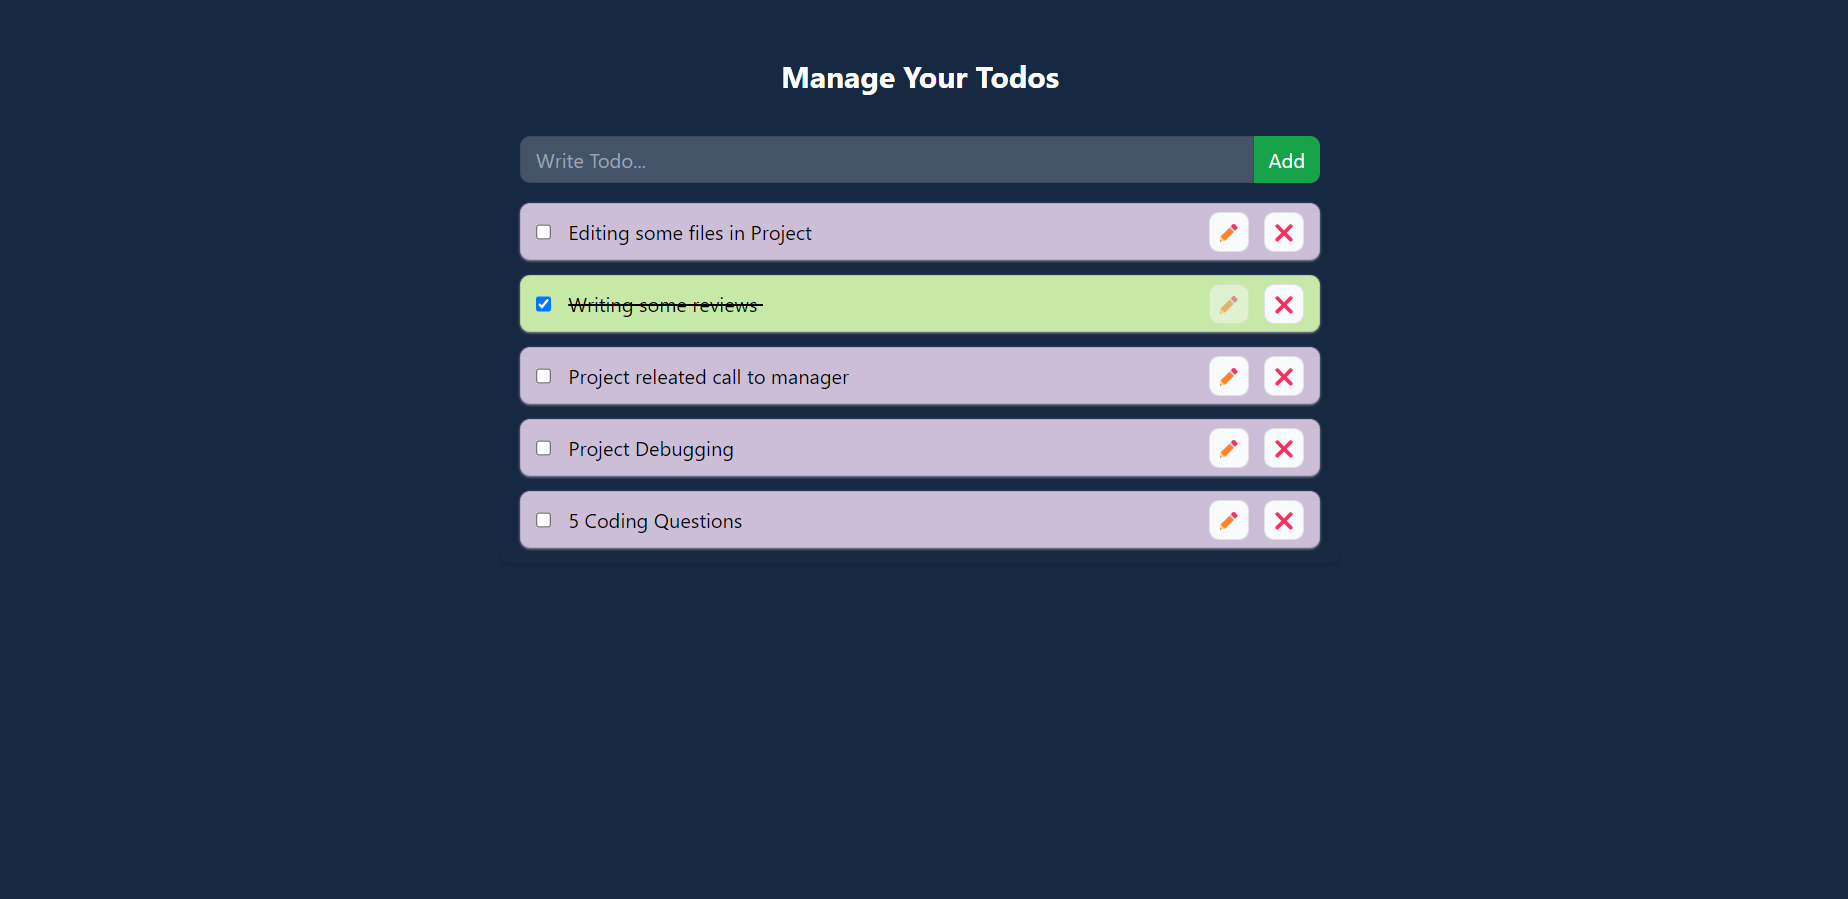 Manage Your Todos
Write Todo...
Add
Editing some files in Project
Writing some reviews
Project releated call to manager
Project Debugging
5 Coding Questions